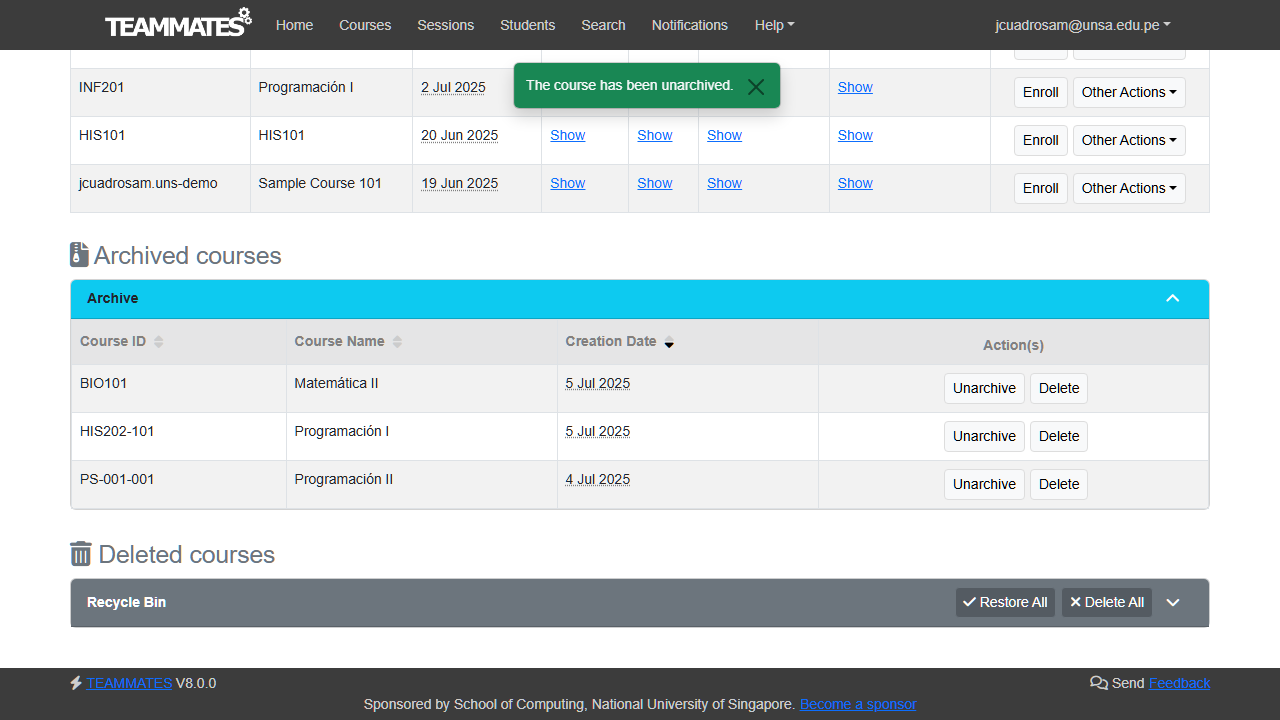 TEAMMATES Home Courses Sessions Students Search Notifications Help jcuadrosam@unsa.edu.pe
The course has been unarchived.
INF201 Programación I 2 Jul 2025 Show Enroll Other Actions
HIS101 HIS101 20 Jun 2025 Show Show Show Show Enroll Other Actions
jcuadrosam.uns-demo Sample Course 101 19 Jun 2025 Show Show Show Show Enroll Other Actions
Archived courses
Archive
Course ID Course Name Creation Date Action(s)
BIO101 Matemática II 5 Jul 2025 Unarchive Delete
HIS202-101 Programación I 5 Jul 2025 Unarchive Delete
PS-001-001 Programación II 4 Jul 2025 Unarchive Delete
Deleted courses
Recycle Bin Restore All Delete All
TEAMMATES V8.0.0 Send Feedback
Sponsored by School of Computing, National University of Singapore. Become a sponsor